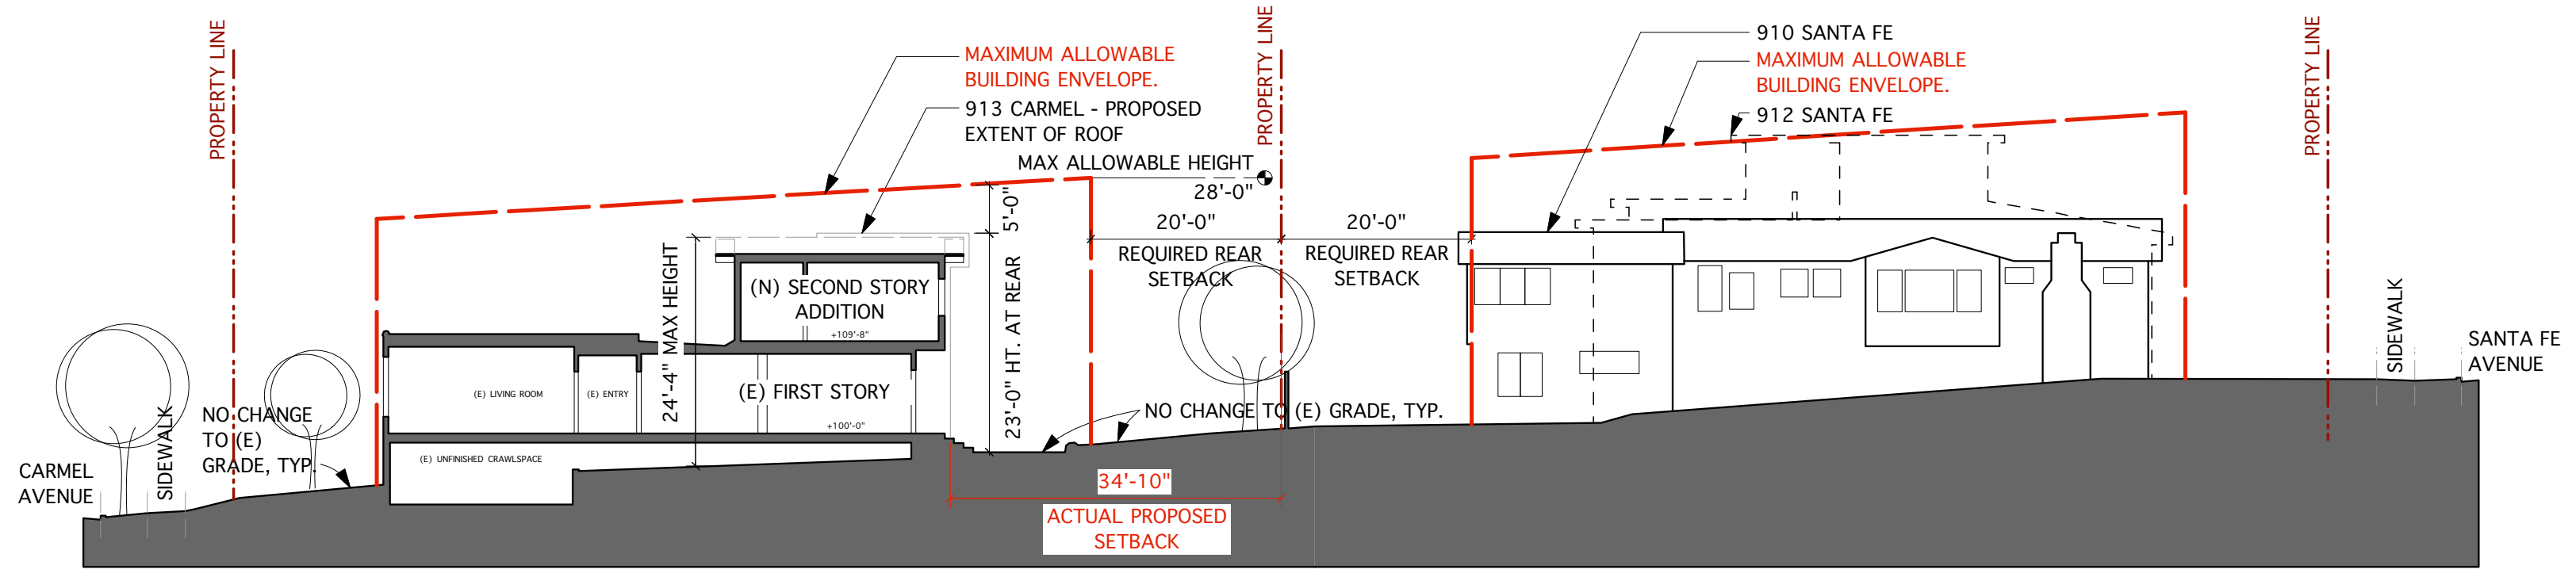 PROPERTY LINE
MAXIMUM ALLOWABLE
BUILDING ENVELOPE.
913 CARMEL - PROPOSED
EXTENT OF ROOF
MAX ALLOWABLE HEIGHT
28'-0"
PROPERTY LINE
910 SANTA FE
MAXIMUM ALLOWABLE
BUILDING ENVELOPE.
912 SANTA FE
PROPERTY LINE
5'-0"
20'-0"
REQUIRED REAR
SETBACK
20'-0"
REQUIRED REAR
SETBACK
24'-4" MAX HEIGHT
23'-0" HT. AT REAR
(N) SECOND STORY
ADDITION
+109'-8"
(E) LIVING ROOM
(E) ENTRY
(E) FIRST STORY
+100'-0"
(E) UNFINISHED CRAWLSPACE
NO CHANGE
TO (E)
GRADE, TYP.
CARMEL
AVENUE
SIDEWALK
NO CHANGE TO (E) GRADE, TYP.
34'-10"
ACTUAL PROPOSED
SETBACK
SIDEWALK
SANTA FE
AVENUE